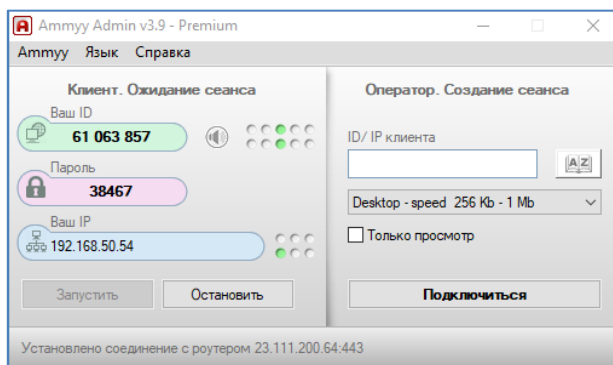 Ammyy Admin v3.9 - Premium
Ammyy Язык Справка
Клиент. Ожидание сеанса
Ваш ID
61 063 857
Пароль
38467
Ваш IP
192.168.50.54
Запустить Остановить
Оператор. Создание сеанса
ID/ IP клиента
AZ
Desktop - speed 256 Kb - 1 Mb
Только просмотр
Подключиться
Установлено соединение с роутером 23.111.200.64:443